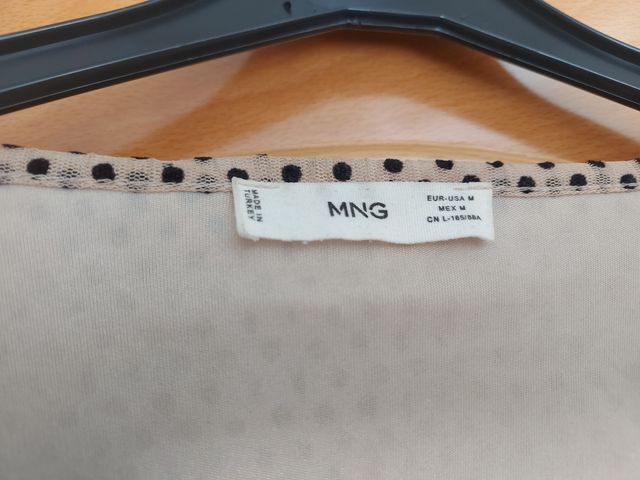 MADE IN
TURKEY
MNG
EUR-USA M
MEX M
CN L-165/88A